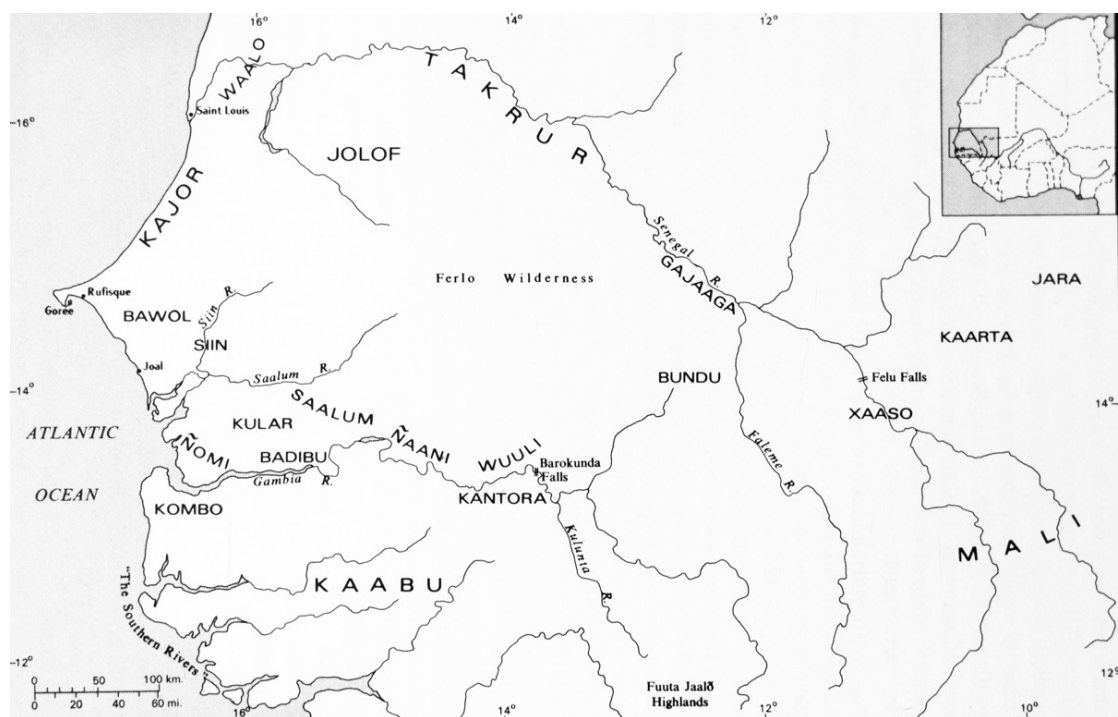 16°
14°
12°
WAALO
TAKRUR
Saint Louis
16°
JOLOF
KAJOR
Senegal R.
GAJAAGA
Ferlo Wilderness
JARA
Rufisque
Gorée
BAWOL
Siin R.
SIIN
KAARTA
Joal
Saalum R.
BUNDU
Felu Falls
14°
14°
SAALUM
XAASO
KULAR
ATLANTIC
OCEAN
ÑOMI
BADIBU
ÑAANI
WUULI
Barokunda
Falls
Faleme R.
Gambia R.
KANTORA
KOMBO
Kulunta R.
MALI
KAABU
"The Southern Rivers"
12°
12°
0 50 100 km.
0 20 40 60 mi.
Fuuta Jaalō
Highlands
16°
14°
12°
10°